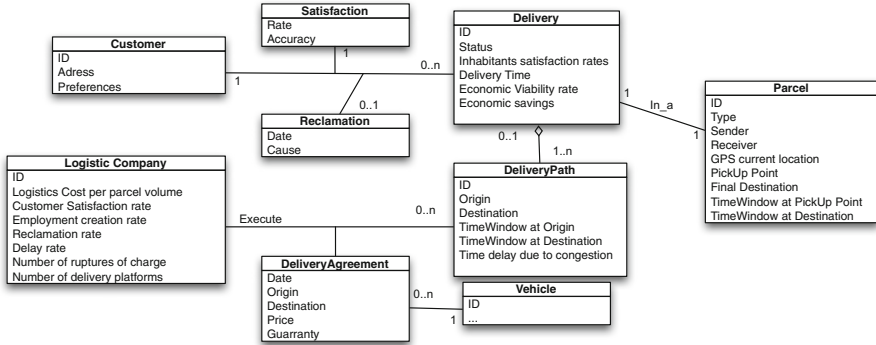 Satisfaction
Rate
Accuracy
1
Customer
ID
Adress
Preferences
1
0..n
Delivery
ID
Status
Inhabitants satisfaction rates
Delivery Time
Economic Viability rate
Economic savings
0..1
Reclamation
Date
Cause
1
In_a
1
Parcel
ID
Type
Sender
Receiver
GPS current location
PickUp Point
Final Destination
TimeWindow at PickUp Point
TimeWindow at Destination
0..1
1..n
Logistic Company
ID
Logistics Cost per parcel volume
Customer Satisfaction rate
Employment creation rate
Reclamation rate
Delay rate
Number of ruptures of charge
Number of delivery platforms
Execute
0..n
DeliveryPath
ID
Origin
Destination
TimeWindow at Origin
TimeWindow at Destination
Time delay due to congestion
DeliveryAgreement
Date
Origin
Destination
Price
Guarranty
0..n
1
Vehicle
ID
...